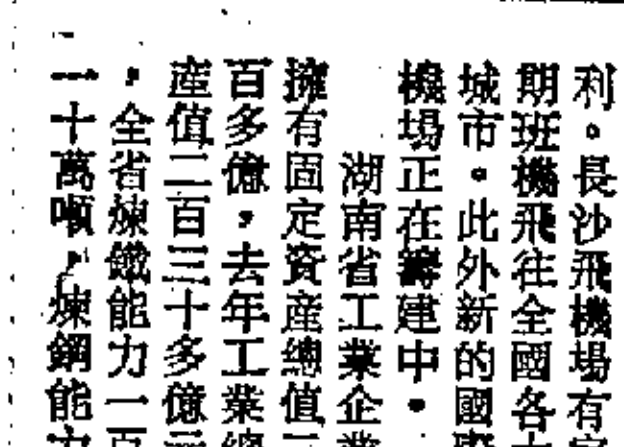 利。長沙飛機場有
期班機飛往全國各
城市。此外新的國
機場正在籌建中。
湖南省工業企業
擁有固定資產總值
百多億,去年工業總
產值二百三十多億
,全省煉鐵能力一百
一十萬噸,煉鋼能力